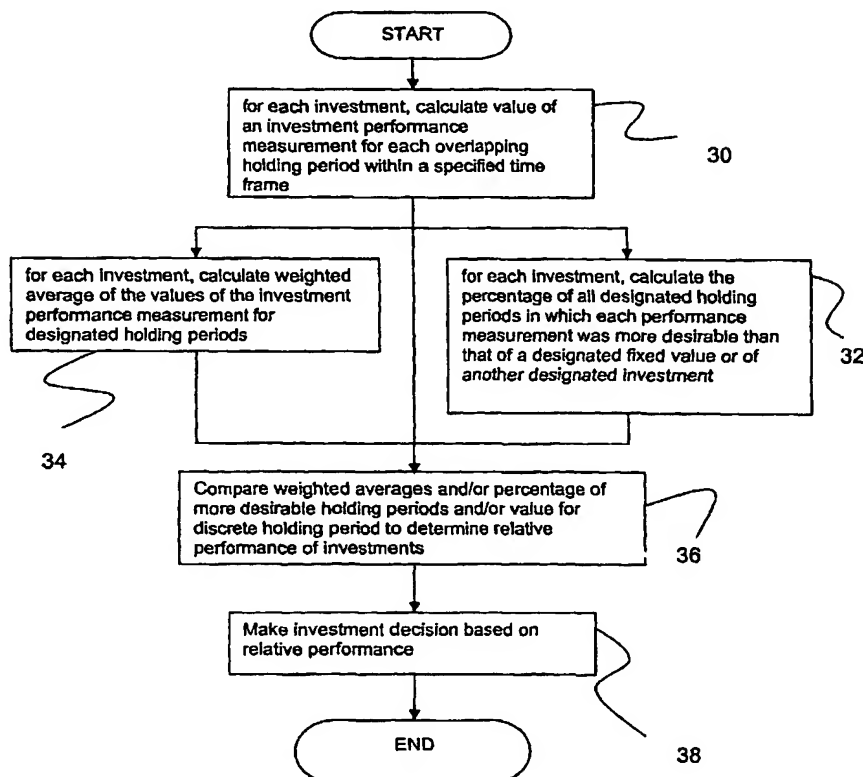 START
for each investment, calculate value of
an investment performance
measurement for each overlapping
holding period within a specified time
frame
30
for each investment, calculate weighted
average of the values of the investment
performance measurement for
designated holding periods
34
for each investment, calculate the
percentage of all designated holding
periods in which each performance
measurement was more desirable than
that of a designated fixed value or of
another designated investment
32
Compare weighted averages and/or percentage of
more desirable holding periods and/or value for
discrete holding period to determine relative
performance of investments
36
Make investment decision based on
relative performance
38
END